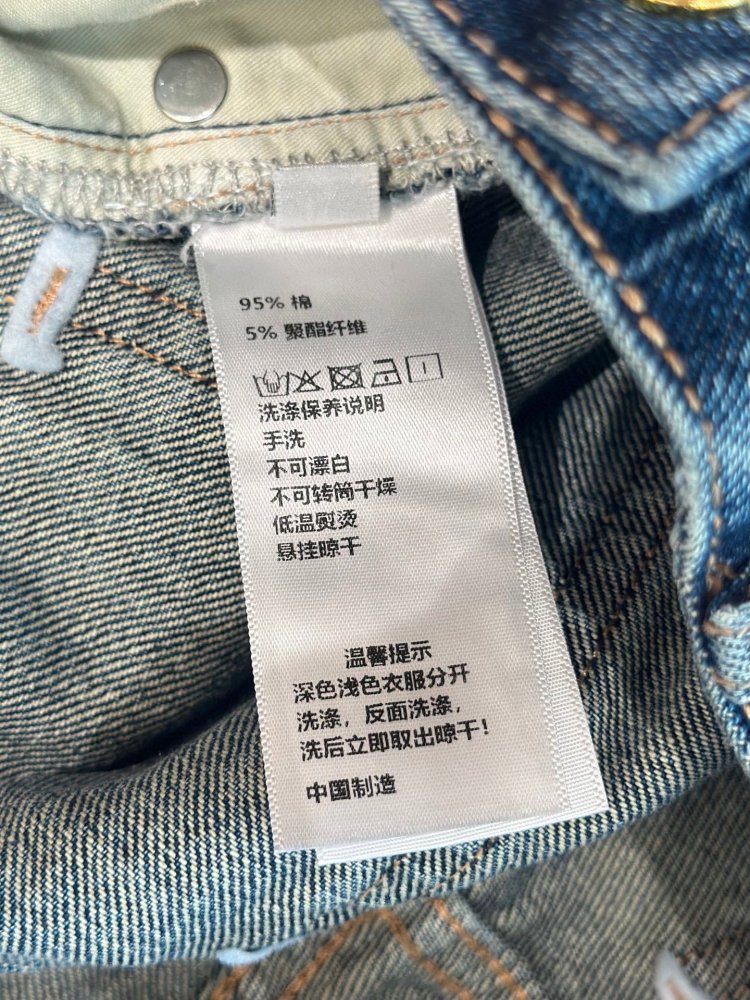 95% 棉
5% 聚酯纤维
洗涤保养说明
手洗
不可漂白
不可转筒干燥
低温熨烫
悬挂晾干
温馨提示
深色浅色衣服分开
洗涤，反面洗涤，
洗后立即取出晾干！
中国制造